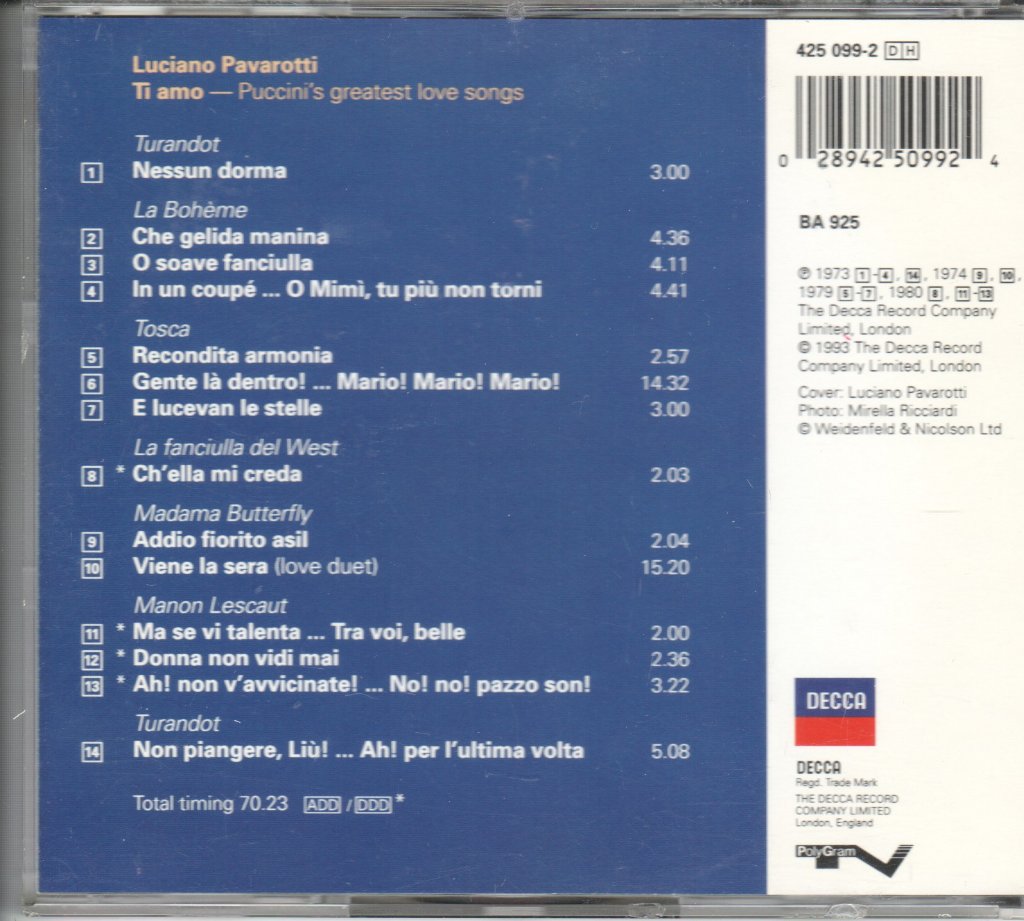 Luciano Pavarotti
Ti amo — Puccini's greatest love songs
Turandot
1 Nessun dorma 3.00
La Bohème
2 Che gelida manina 4.36
3 O soave fanciulla 4.11
4 In un coupé ... O Mimì, tu più non torni 4.41
Tosca
5 Recondita armonia 2.57
6 Gente là dentro! ... Mario! Mario! Mario! 14.32
7 E lucevan le stelle 3.00
La fanciulla del West
8 * Ch'ella mi creda 2.03
Madama Butterfly
9 Addio fiorito asil 2.04
10 Viene la sera (love duet) 15.20
Manon Lescaut
11 * Ma se vi talenta ... Tra voi, belle 2.00
12 * Donna non vidi mai 2.36
13 * Ah! non v'avvicinate! ... No! no! pazzo son! 3.22
Turandot
14 Non piangere, Liù! ... Ah! per l'ultima volta 5.08
Total timing 70.23 ADD / DDD *
425 099-2 DH
0 28942 50992 4
BA 925
℗ 1973 1-4, 14, 1974 9, 10,
1979 5-7, 1980 8, 11-13
The Decca Record Company
Limited, London
© 1993 The Decca Record
Company Limited, London
Cover: Luciano Pavarotti
Photo: Mirella Ricciardi
© Weidenfeld & Nicolson Ltd
DECCA
DECCA
Regd. Trade Mark
THE DECCA RECORD
COMPANY LIMITED
London, England
PolyGram